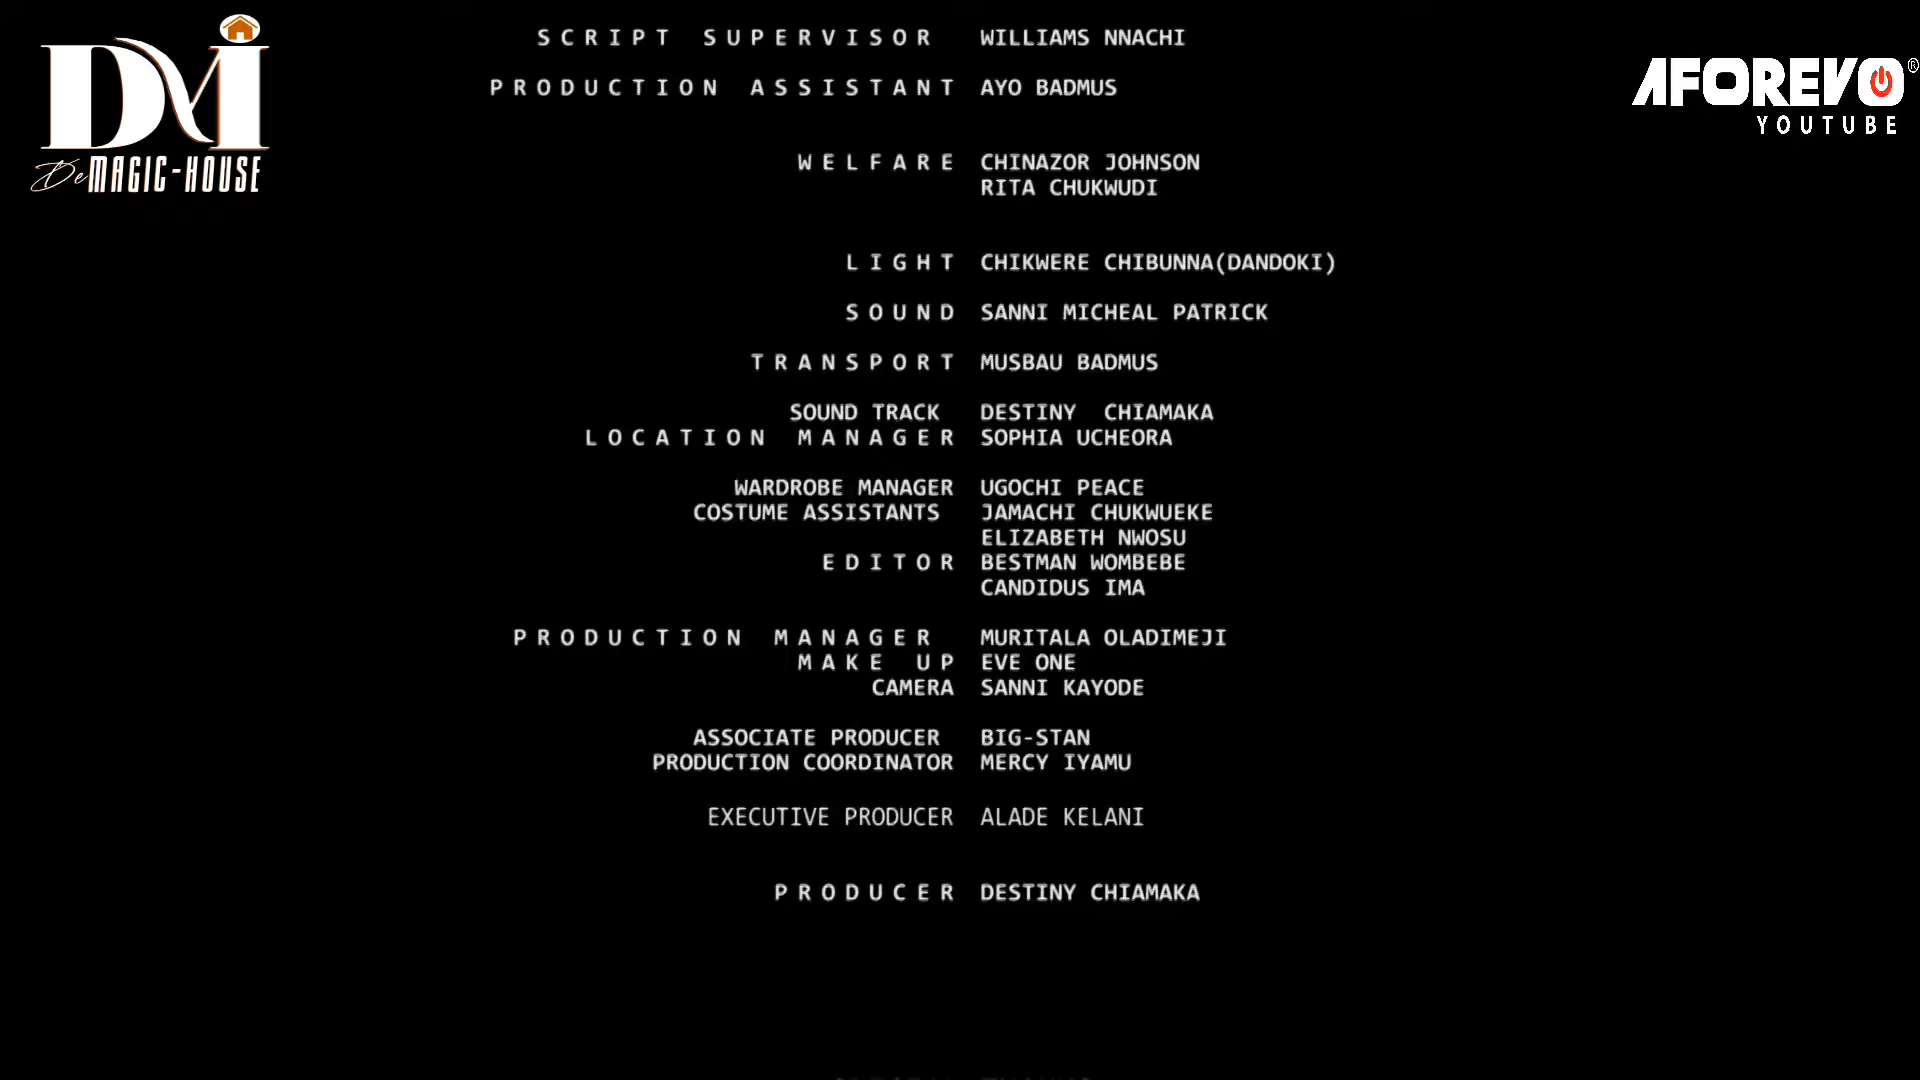 DM
De MAGIC-HOUSE
AFOREVO®
YOUTUBE
SCRIPT SUPERVISOR WILLIAMS NNACHI
PRODUCTION ASSISTANT AYO BADMUS
WELFARE CHINAZOR JOHNSON
RITA CHUKWUDI
LIGHT CHIKWERE CHIBUNNA(DANDOKI)
SOUND SANNI MICHEAL PATRICK
TRANSPORT MUSBAU BADMUS
SOUND TRACK DESTINY CHIAMAKA
LOCATION MANAGER SOPHIA UCHEORA
WARDROBE MANAGER UGOCHI PEACE
COSTUME ASSISTANTS JAMACHI CHUKWUEKE
ELIZABETH NWOSU
EDITOR BESTMAN WOMBEBE
CANDIDUS IMA
PRODUCTION MANAGER MURITALA OLADIMEJI
MAKE UP EVE ONE
CAMERA SANNI KAYODE
ASSOCIATE PRODUCER BIG-STAN
PRODUCTION COORDINATOR MERCY IYAMU
EXECUTIVE PRODUCER ALADE KELANI
PRODUCER DESTINY CHIAMAKA